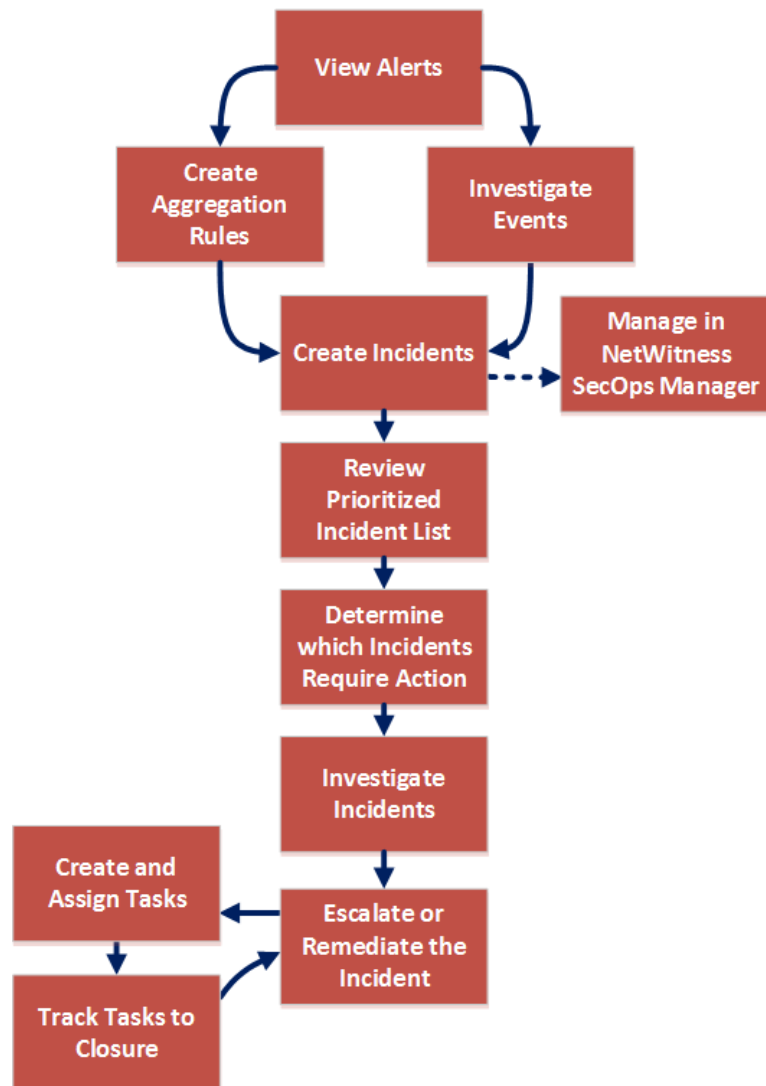 View Alerts
Create
Aggregation
Rules
Investigate
Events
Create Incidents
Manage in
NetWitness
SecOps Manager
Review
Prioritized
Incident List
Determine
which Incidents
Require Action
Investigate
Incidents
Create and
Assign Tasks
Escalate or
Remediate the
Incident
Track Tasks to
Closure